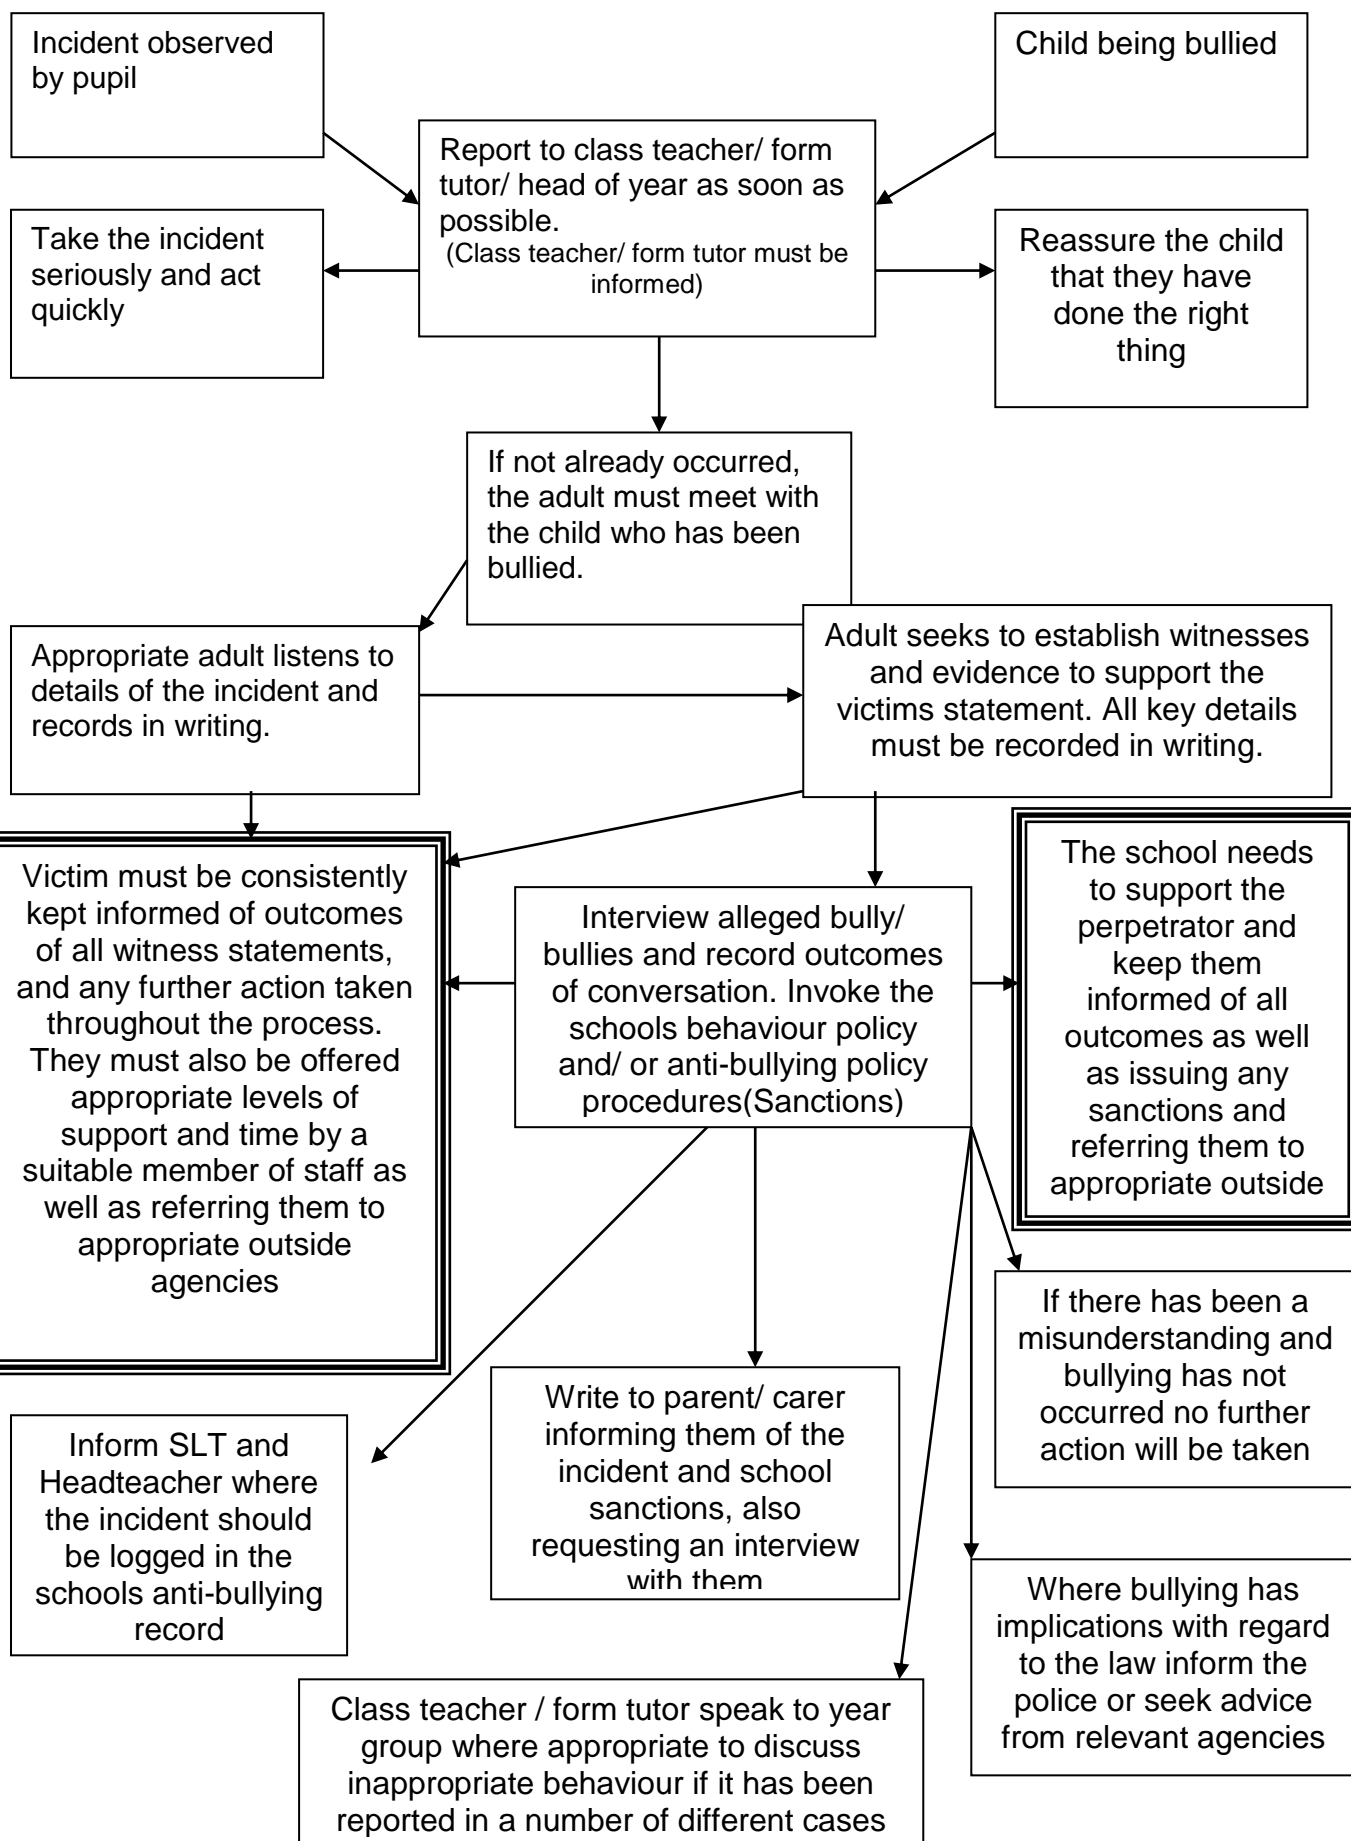 Incident observed
by pupil
Child being bullied
Report to class teacher/ form
tutor/ head of year as soon as
possible.
(Class teacher/ form tutor must be
informed)
Take the incident
seriously and act
quickly
Reassure the child
that they have
done the right
thing
If not already occurred,
the adult must meet with
the child who has been
bullied.
Appropriate adult listens to
details of the incident and
records in writing.
Adult seeks to establish witnesses
and evidence to support the
victims statement. All key details
must be recorded in writing.
Victim must be consistently
kept informed of outcomes
of all witness statements,
and any further action taken
throughout the process.
They must also be offered
appropriate levels of
support and time by a
suitable member of staff as
well as referring them to
appropriate outside
agencies
Interview alleged bully/
bullies and record outcomes
of conversation. Invoke the
schools behaviour policy
and/ or anti-bullying policy
procedures(Sanctions)
The school needs
to support the
perpetrator and
keep them
informed of all
outcomes as well
as issuing any
sanctions and
referring them to
appropriate outside
If there has been a
misunderstanding and
bullying has not
occurred no further
action will be taken
Inform SLT and
Headteacher where
the incident should
be logged in the
schools anti-bullying
record
Write to parent/ carer
informing them of the
incident and school
sanctions, also
requesting an interview
with them
Where bullying has
implications with regard
to the law inform the
police or seek advice
from relevant agencies
Class teacher / form tutor speak to year
group where appropriate to discuss
inappropriate behaviour if it has been
reported in a number of different cases